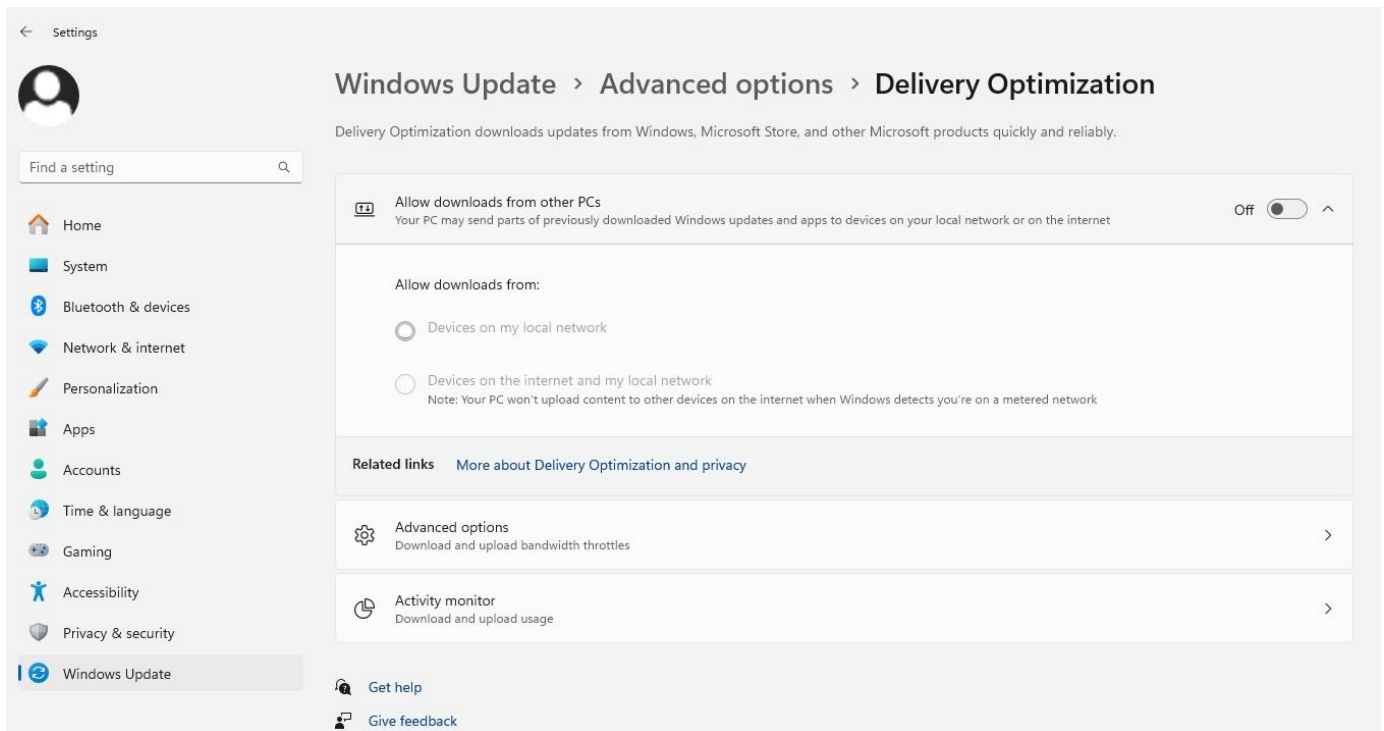 Settings
Find a setting
Home
System
Bluetooth & devices
Network & internet
Personalization
Apps
Accounts
Time & language
Gaming
Accessibility
Privacy & security
Windows Update
Windows Update > Advanced options > Delivery Optimization
Delivery Optimization downloads updates from Windows, Microsoft Store, and other Microsoft products quickly and reliably.
Allow downloads from other PCs
Your PC may send parts of previously downloaded Windows updates and apps to devices on your local network or on the internet
Off
Allow downloads from:
Devices on my local network
Devices on the internet and my local network
Note: Your PC won't upload content to other devices on the internet when Windows detects you're on a metered network
Related links More about Delivery Optimization and privacy
Advanced options
Download and upload bandwidth throttles
Activity monitor
Download and upload usage
Get help
Give feedback